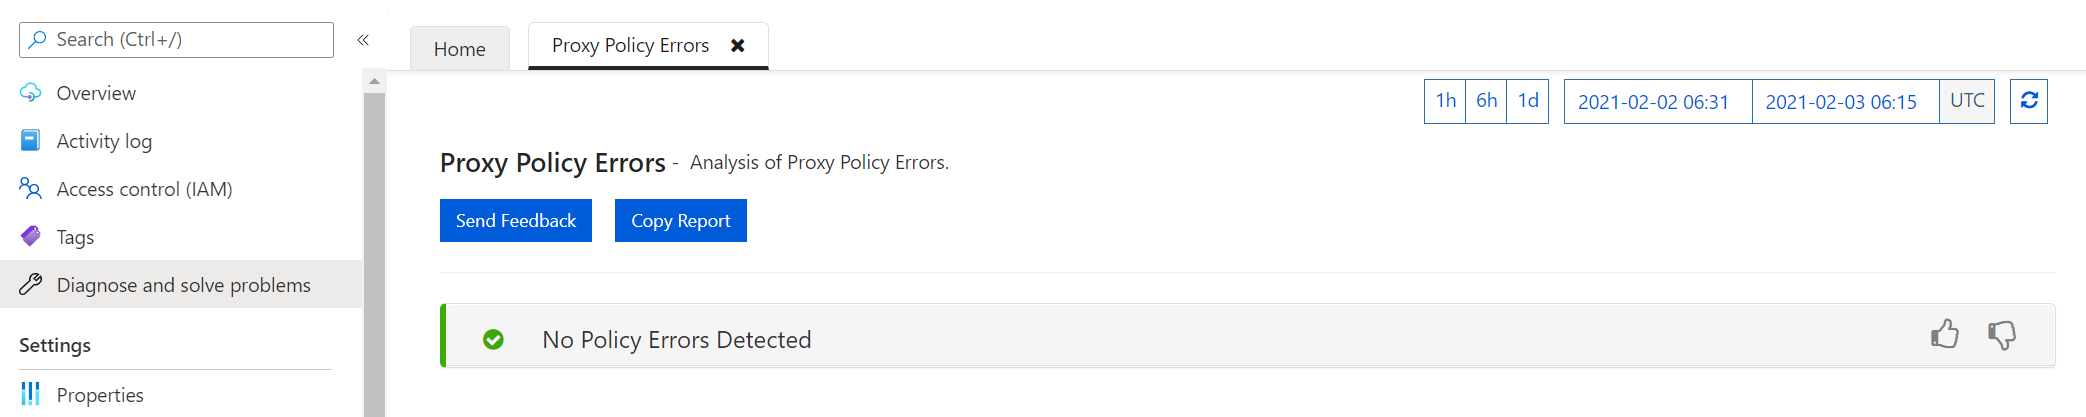 Search (Ctrl+/)
«
Overview
Activity log
Access control (IAM)
Tags
Diagnose and solve problems
Settings
Properties
Home
Proxy Policy Errors ✖
1h 6h 1d 2021-02-02 06:31 2021-02-03 06:15 UTC
Proxy Policy Errors - Analysis of Proxy Policy Errors.
Send Feedback Copy Report
No Policy Errors Detected